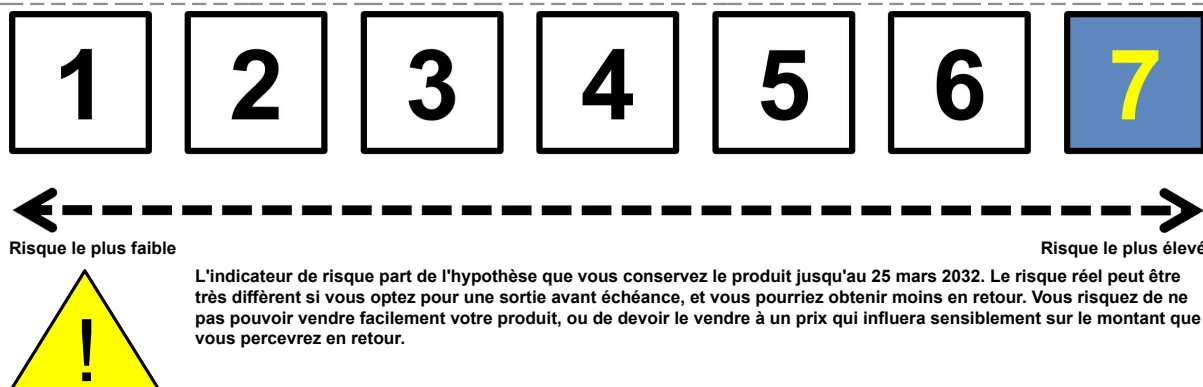 1 2 3 4 5 6 7
Risque le plus faible Risque le plus élevé
L'indicateur de risque part de l'hypothèse que vous conservez le produit jusqu'au 25 mars 2032. Le risque réel peut être
très diffèrent si vous optez pour une sortie avant échéance, et vous pourriez obtenir moins en retour. Vous risquez de ne
pas pouvoir vendre facilement votre produit, ou de devoir le vendre à un prix qui influera sensiblement sur le montant que
vous percevrez en retour.
!